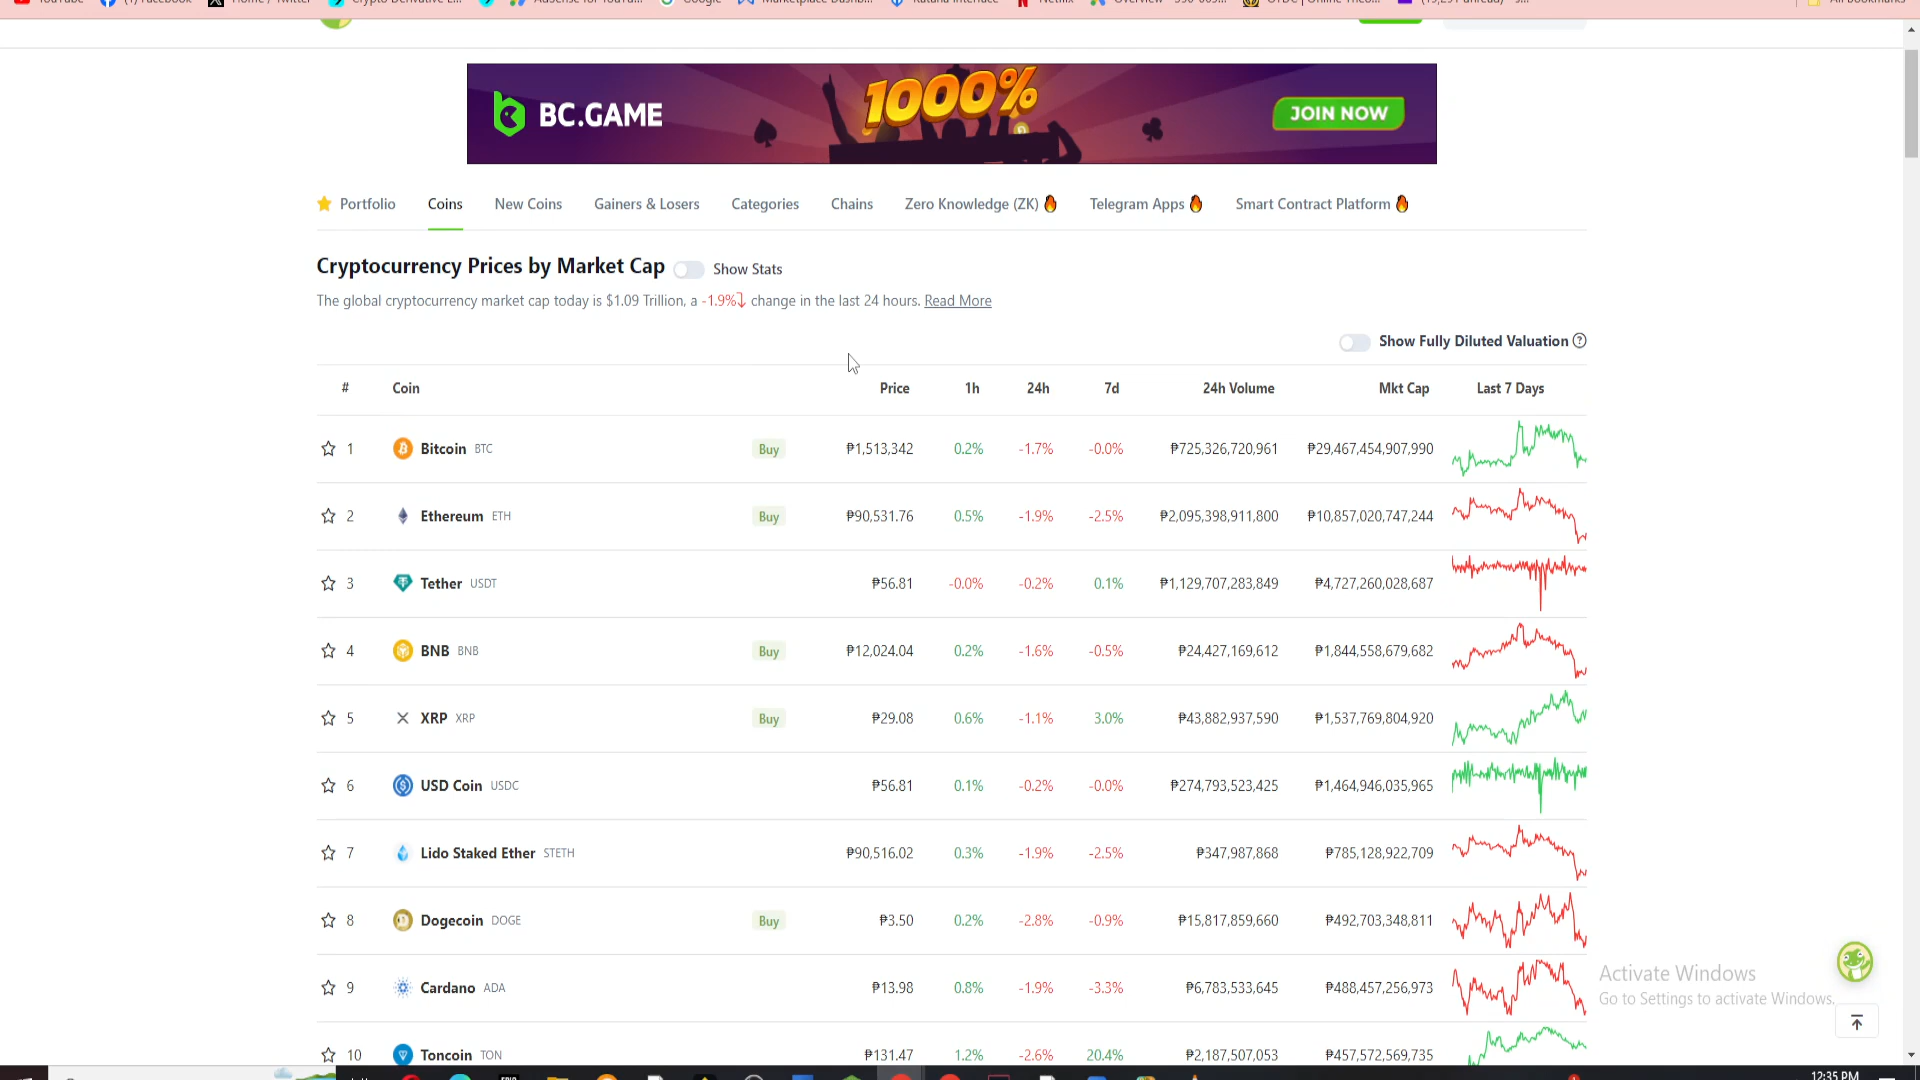 1000%
BC.GAME
JOIN NOW
Portfolio Coins New Coins Gainers & Losers Categories Chains Zero Knowledge (ZK) Telegram Apps Smart Contract Platform
Cryptocurrency Prices by Market Cap Show Stats
The global cryptocurrency market cap today is $1.09 Trillion, a -1.9% change in the last 24 hours. Read More
Show Fully Diluted Valuation
# Coin Price 1h 24h 7d 24h Volume Mkt Cap Last 7 Days
1 Bitcoin BTC Buy ₱1,513,342 0.2% -1.7% -0.0% ₱725,326,720,961 ₱29,467,454,907,990
2 Ethereum ETH Buy ₱90,531.76 0.5% -1.9% -2.5% ₱2,095,398,911,800 ₱10,857,020,747,244
3 Tether USDT ₱56.81 -0.0% -0.2% 0.1% ₱1,129,707,283,849 ₱4,727,260,028,687
4 BNB BNB Buy ₱12,024.04 0.2% -1.6% -0.5% ₱24,427,169,612 ₱1,844,558,679,682
5 XRP XRP Buy ₱29.08 0.6% -1.1% 3.0% ₱43,882,937,590 ₱1,537,769,804,920
6 USD Coin USDC ₱56.81 0.1% -0.2% -0.0% ₱274,793,523,425 ₱1,464,946,035,965
7 Lido Staked Ether STETH ₱90,516.02 0.3% -1.9% -2.5% ₱347,987,868 ₱785,128,922,709
8 Dogecoin DOGE Buy ₱3.50 0.2% -2.8% -0.9% ₱15,817,859,660 ₱492,703,348,811
9 Cardano ADA ₱13.98 0.8% -1.9% -3.3% ₱6,783,533,645 ₱488,457,256,973
10 Toncoin TON ₱131.47 1.2% -2.6% 20.4% ₱2,187,507,053 ₱457,572,569,735
Activate Windows
Go to Settings to activate Windows.
12:35 PM